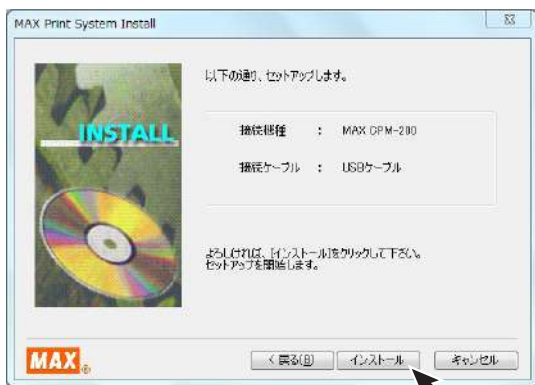 MAX Print System Install
以下の通り、セットアップします。
INSTALL
接続機種 : MAX CPM-200
接続ケーブル : USBケーブル
よろしければ、[インストール]をクリックして下さい。
セットアップを開始します。
MAX®
< 戻る(B) インストール キャンセル